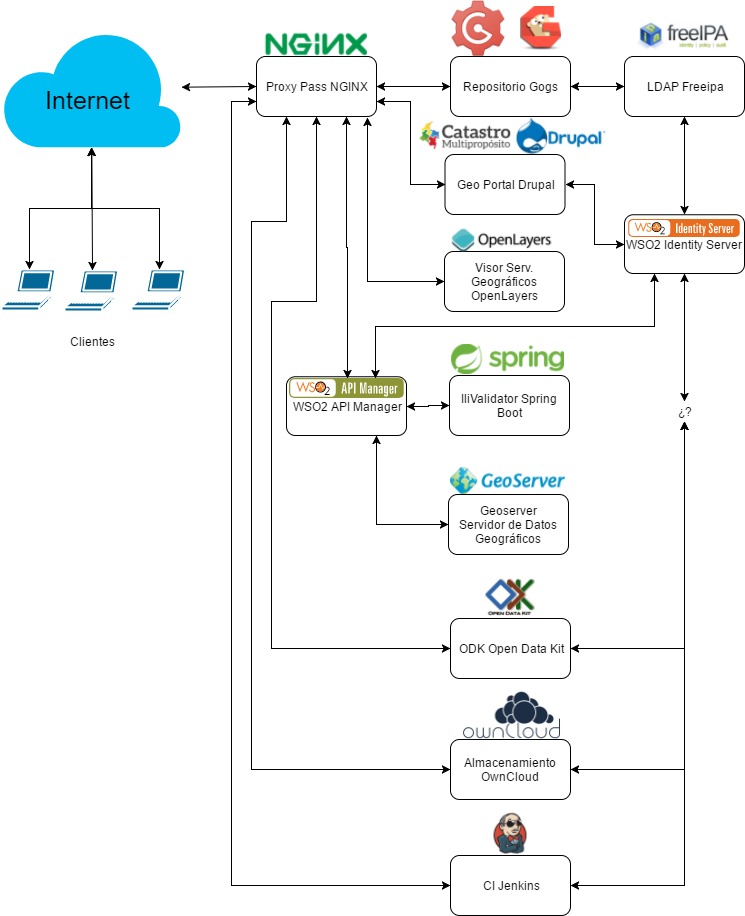 NGiNX
freeIPA
identity | policy | audit
Internet
Proxy Pass NGINX
Repositorio Gogs
LDAP Freeipa
Catastro
Multipropósito
Drupal
Geo Portal Drupal
WSO2 Identity Server
WSO2 Identity Server
OpenLayers
Visor Serv.
Geográficos
OpenLayers
Clientes
spring
WSO2 API Manager
WSO2 API Manager
IliValidator Spring
Boot
¿?
GeoServer
Geoserver
Servidor de Datos
Geográficos
ODK
OPEN DATA KIT
ODK Open Data Kit
ownCloud
Almacenamiento
OwnCloud
CI Jenkins